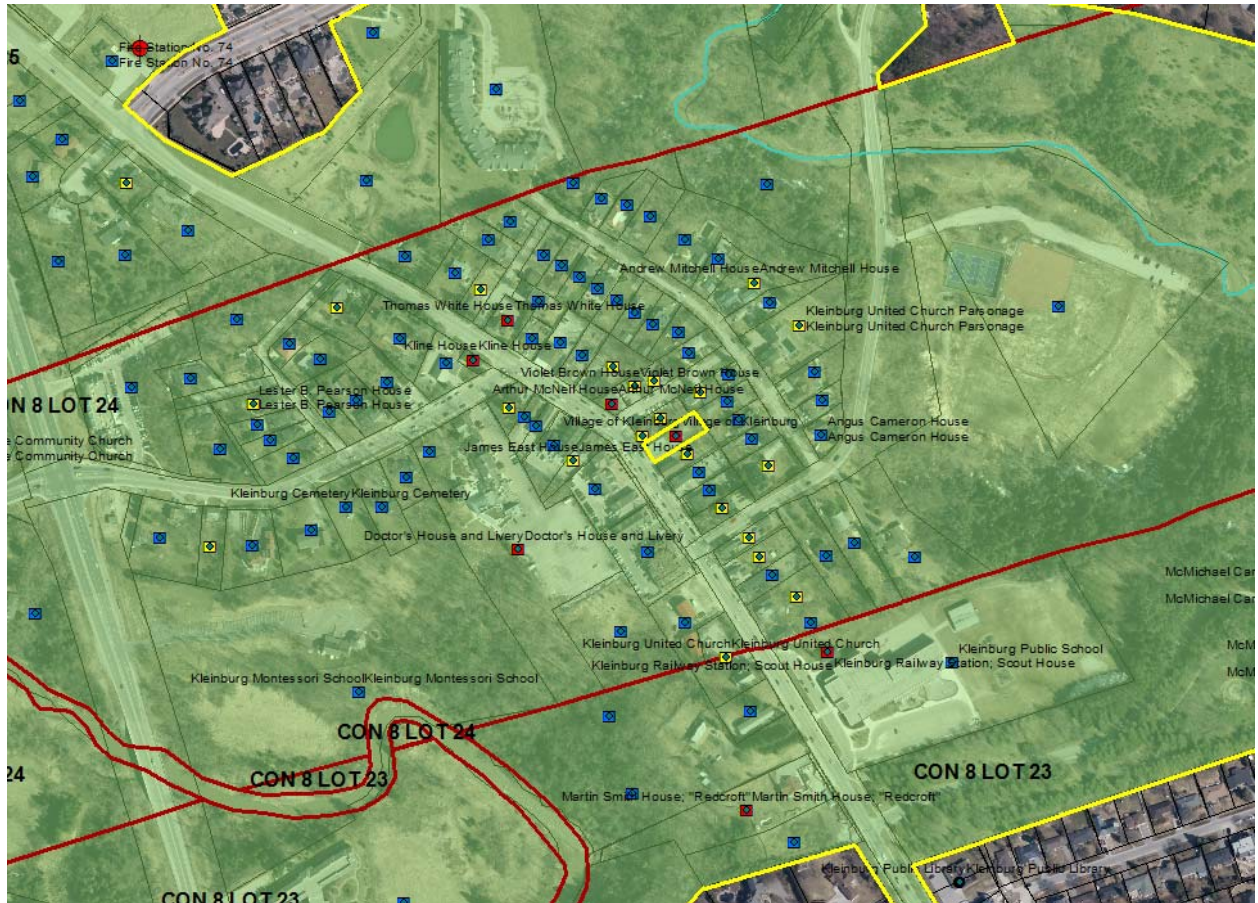 Fire Station No. 74
Fire Station No. 74
Andrew Mitchell HouseAndrew Mitchell House
Thomas White HouseThomas White House
Kleinburg United Church Parsonage
Kleinburg United Church Parsonage
Kline HouseKline House
Violet Brown HouseViolet Brown House
Lester B. Pearson House
Lester B. Pearson House
Arthur McNeil HouseArthur McNeil House
CON 8 LOT 24
Village of KleinburgVillage of Kleinburg
Angus Cameron House
Angus Cameron House
Community Church
Community Church
James East HouseJames East House
Kleinburg CemeteryKleinburg Cemetery
Doctor's House and LiveryDoctor's House and Livery
McMichael
McMichael
Kleinburg United ChurchKleinburg United Church
Kleinburg Public School
Kleinburg Railway Station; Scout HouseKleinburg Railway Station; Scout House
Kleinburg Montessori SchoolKleinburg Montessori School
CON 8 LOT 24
CON 8 LOT 23
CON 8 LOT 23
24
Martin Smith House; "Redcroft"Martin Smith House; "Redcroft"
Kleinburg Public LibraryKleinburg Public Library
CON 8 LOT 23